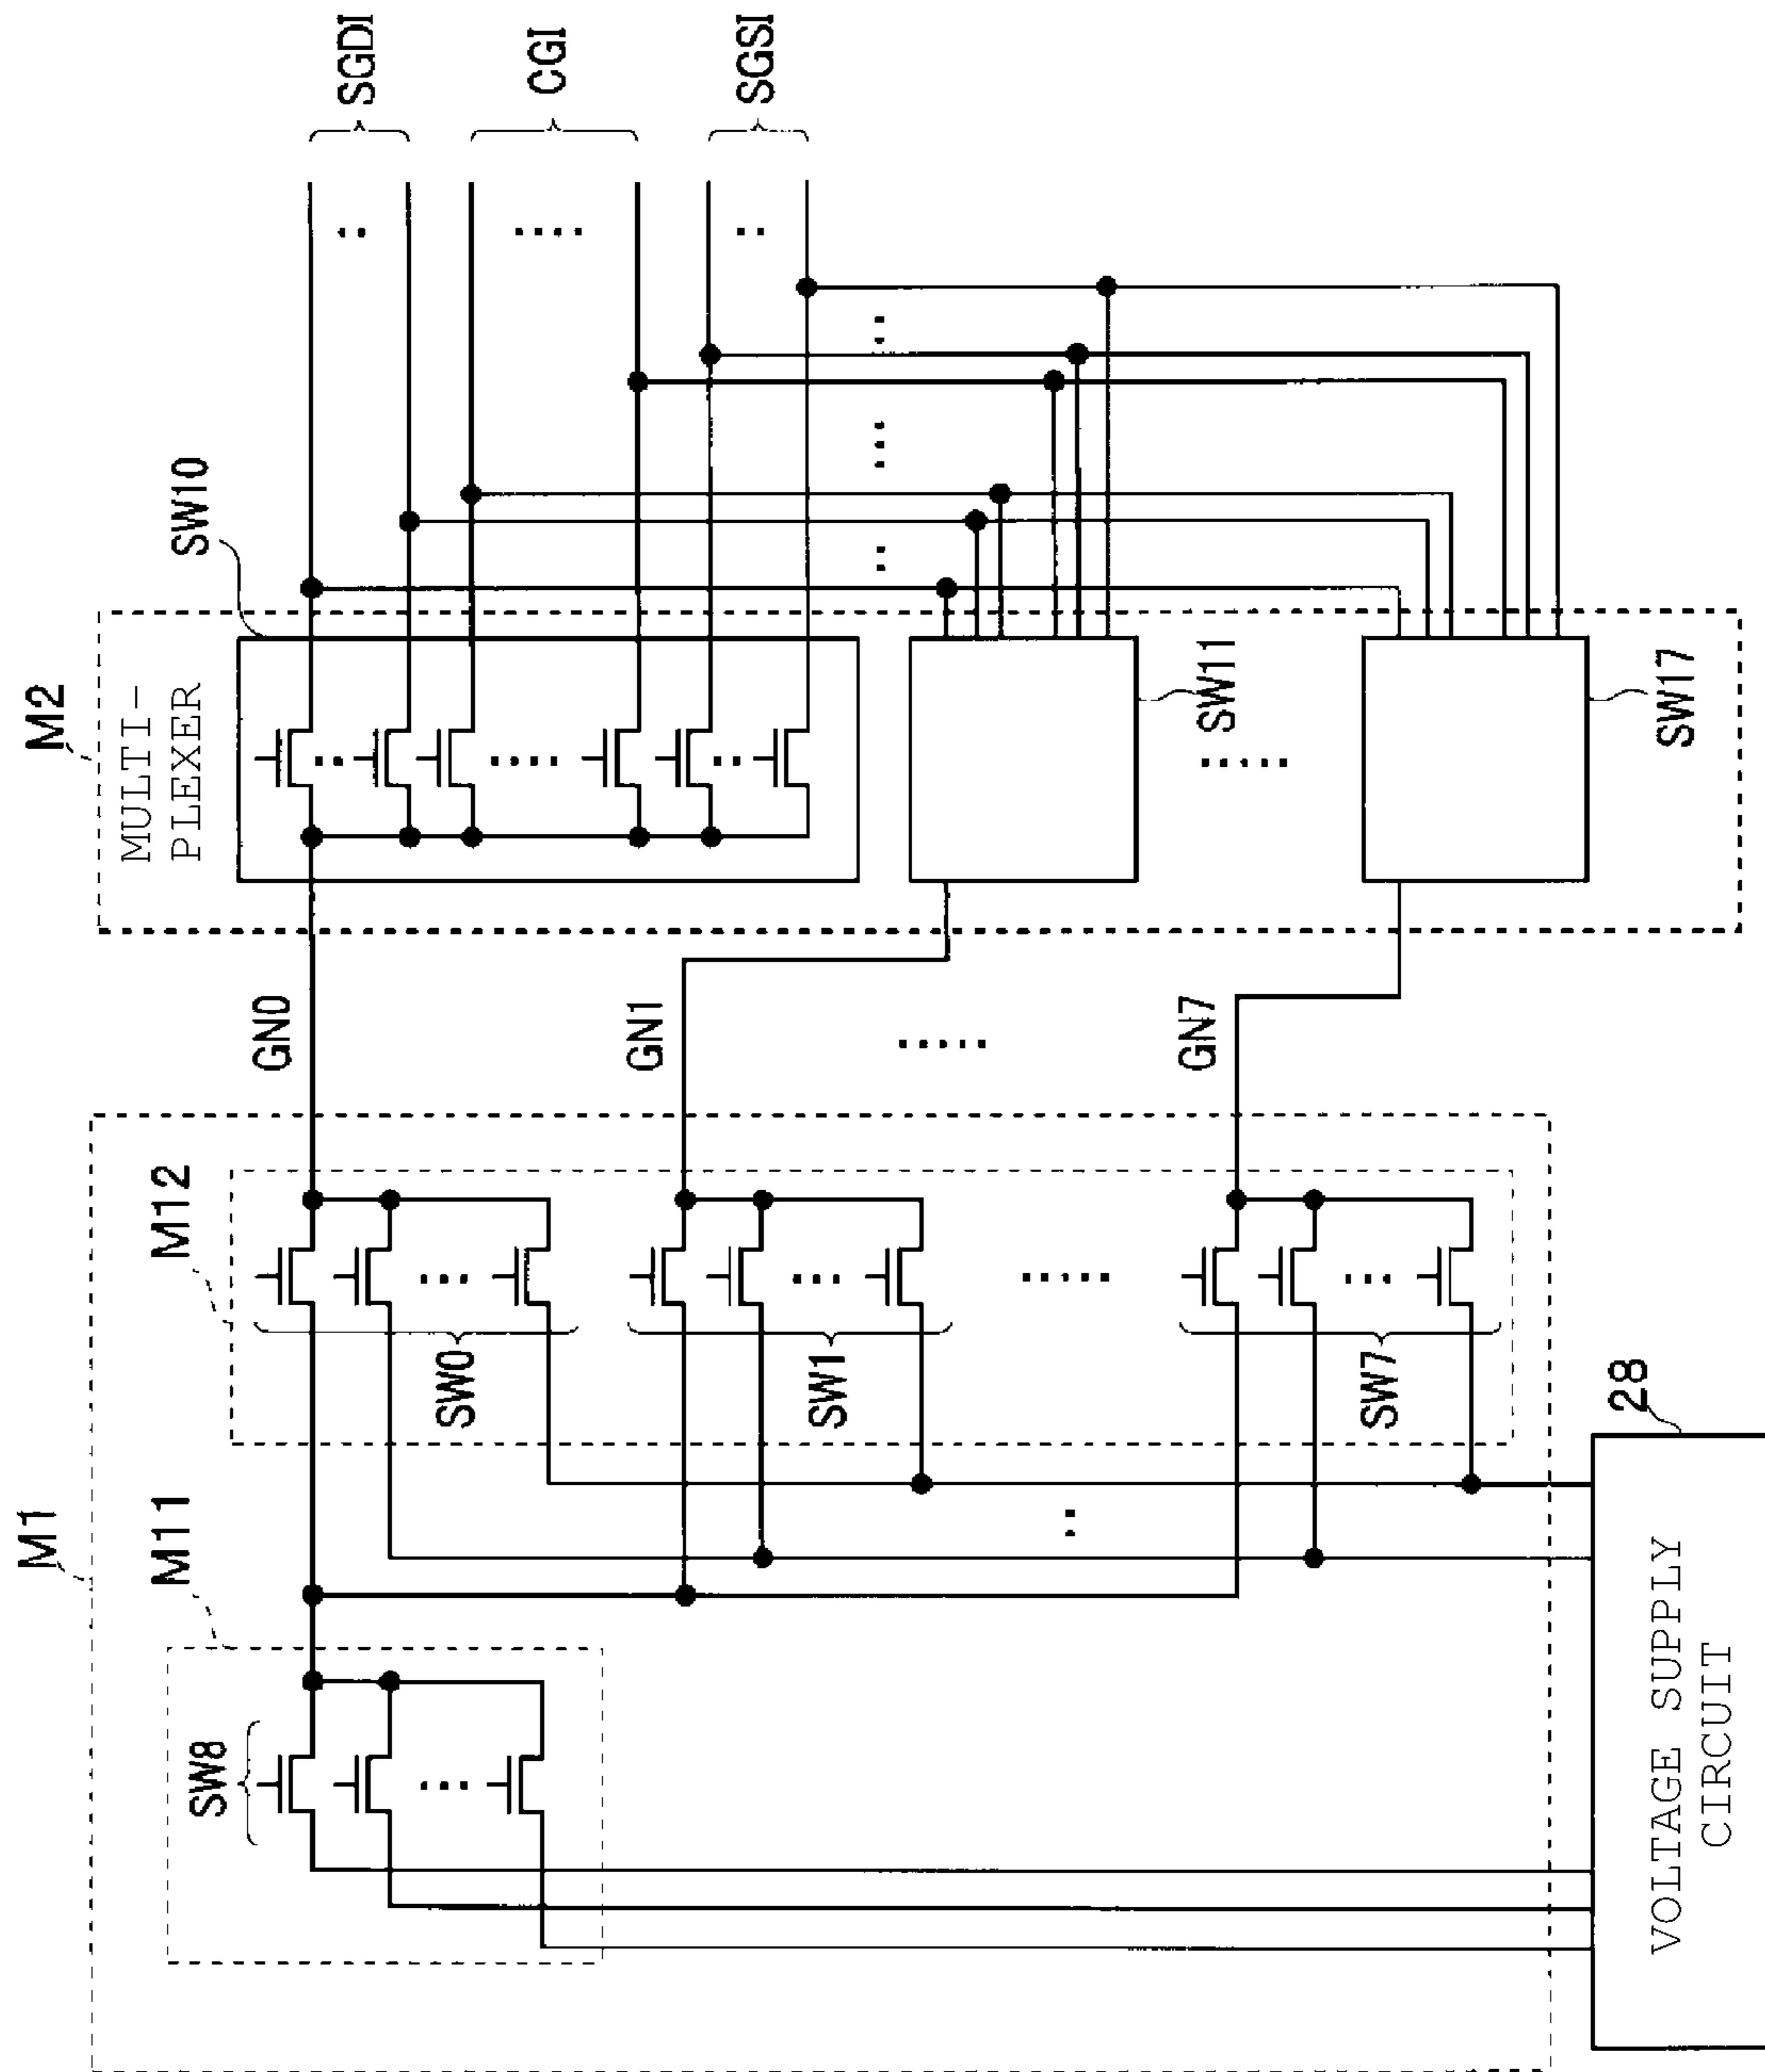 M1
M11
SW8
M12
SW0
SW1
SW7
28
VOLTAGE SUPPLY
CIRCUIT
GN0
GN1
GN7
M2
MULTI-
PLEXER
SW10
SW11
SW17
SGDI
CGI
SGSI